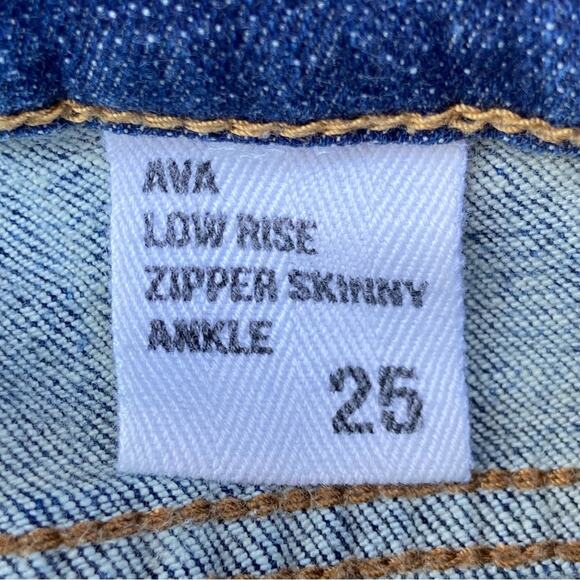 AVA
LOW RISE
ZIPPER SKINNY
ANKLE
25